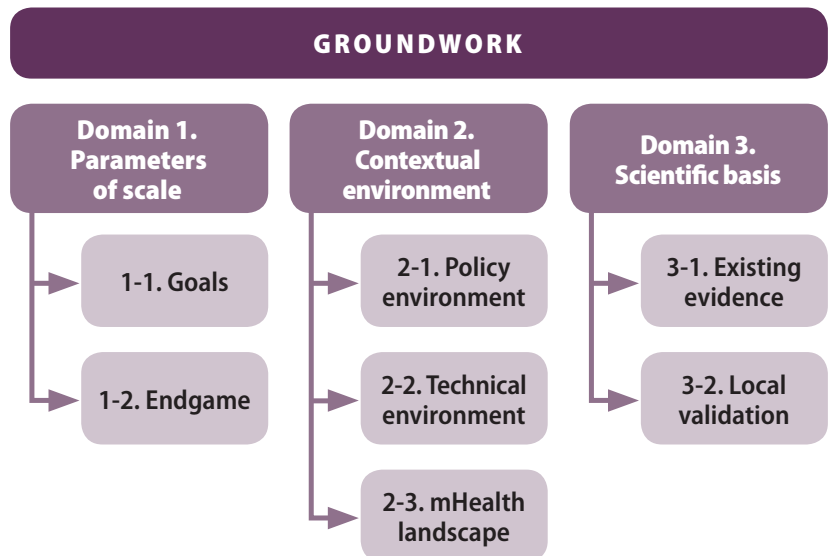 GROUNDWORK
Domain 1.
Parameters
of scale
1-1. Goals
1-2. Endgame
Domain 2.
Contextual
environment
2-1. Policy
environment
2-2. Technical
environment
2-3. mHealth
landscape
Domain 3.
Scientific basis
3-1. Existing
evidence
3-2. Local
validation